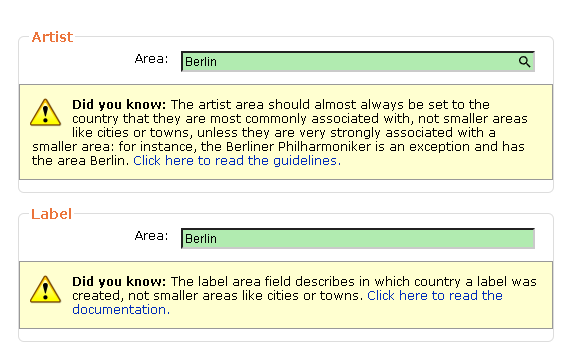 Artist
Area: Berlin
Did you know: The artist area should almost always be set to the
country that they are most commonly associated with, not smaller areas
like cities or towns, unless they are very strongly associated with a
smaller area: for instance, the Berliner Philharmoniker is an exception and has
the area Berlin. Click here to read the guidelines.
Label
Area: Berlin
Did you know: The label area field describes in which country a label was
created, not smaller areas like cities or towns. Click here to read the
documentation.